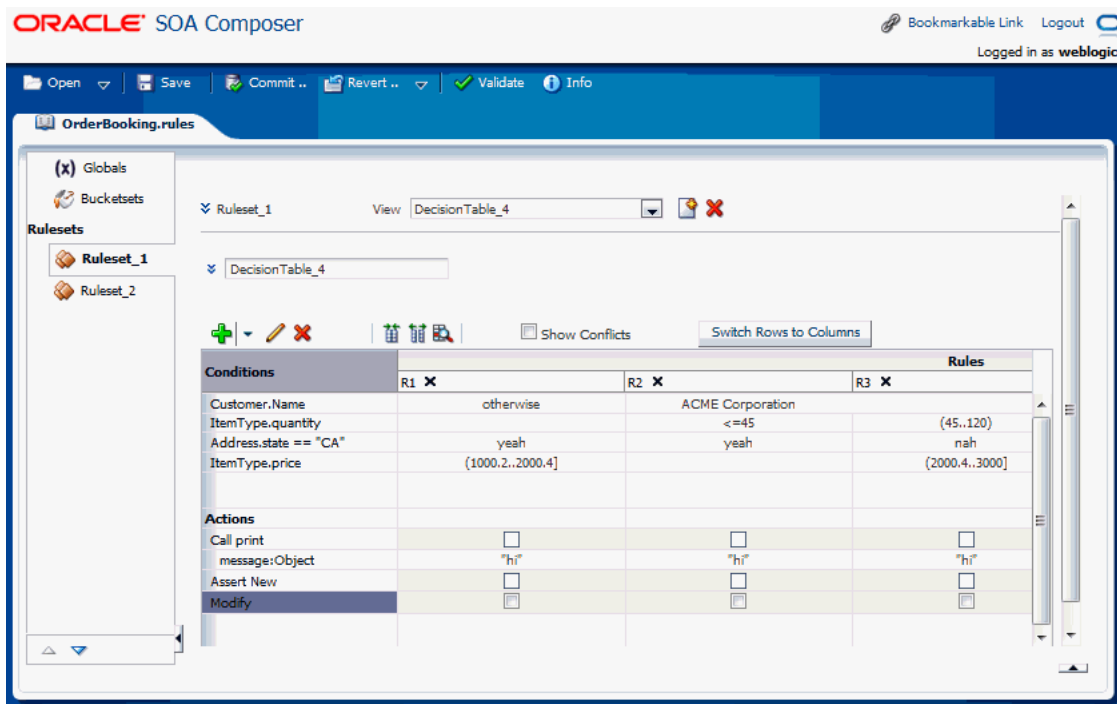 ORACLE SOA Composer
Bookmarkable Link Logout
Logged in as weblogic
Open Save Commit .. Revert .. Validate Info
OrderBooking.rules
(x) Globals
Bucketsets
Rulesets
Ruleset_1
Ruleset_2
Ruleset_1 View DecisionTable_4
DecisionTable_4
Show Conflicts Switch Rows to Columns
Conditions Rules
R1 R2 R3
Customer.Name otherwise ACME Corporation
ItemType.quantity <=45 (45..120)
Address.state == "CA" yeah yeah nah
ItemType.price (1000.2..2000.4] (2000.4..3000]
Actions
Call print
message:Object "hi" "hi" "hi"
Assert New
Modify